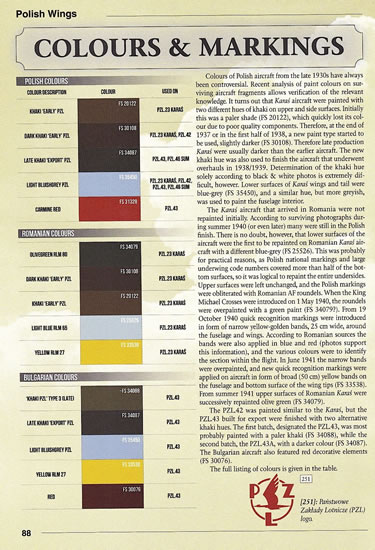 Polish Wings
COLOURS & MARKINGS
POLISH COLOURS
COLOUR DESCRIPTION COLOUR USED ON
KHAKI 'EARLY' PZL FS 20122 PZL.23 KARAŚ
DARK KHAKI 'EARLY' PZL FS 30108 PZL.23 KARAŚ, PZL.42
LATE KHAKI 'EXPORT' PZL FS 34087 PZL.43, PZL.46 SUM
LIGHT BLUISHGREY PZL FS 35450 PZL.23 KARAŚ, PZL.42,
PZL.43, PZL.46 SUM
CARMINE RED FS 31328 PZL.43
ROMANIAN COLOURS
OLIVEGREEN RLM 80 FS 34079 PZL.23 KARAŚ
DARK KHAKI 'EARLY' PZL FS 30108 PZL.23 KARAŚ
KHAKI 'EARLY' PZL FS 20122 PZL.23 KARAŚ
LIGHT BLUE RLM 65 FS 25526 PZL.23 KARAŚ
YELLOW RLM 27 FS 33538 PZL.23 KARAŚ
BULGARIAN COLOURS
'KHAKI PZL' TYPE 3 (LATE) FS 34088 PZL.43
LATE KHAKI 'EXPORT' PZL FS 34087 PZL.43
LIGHT BLUISHGREY PZL FS 35450 PZL.43
YELLOW RLM 27 FS 33538 PZL.43
RED FS 30076 PZL.43
Colours of Polish aircraft from the late 1930s have always
been controversial. Recent analysis of paint colours on sur-
viving aircraft fragments allows verification of the relevant
knowledge. It turns out that Karaś aircraft were painted with
two different hues of khaki on upper and side surfaces. Initially
this was a paler shade (FS 20122), which quickly lost its col-
our due to poor quality components. Therefore, at the end of
1937 or in the first half of 1938, a new paint type started to
be used, slightly darker (FS 30108). Therefore late production
Karaś were usually darker than the earlier aircraft. The new
khaki hue was also used to finish the aircraft that underwent
overhauls in 1938/1939. Determination of the khaki hue
solely according to black & white photos is extremely dif-
ficult, however. Lower surfaces of Karaś wings and tail were
blue-grey (FS 35450), and a similar hue, but more greyish,
was used to paint the fuselage interior.
The Karaś aircraft that arrived in Romania were not
repainted initially. According to surviving photographs dur-
ing summer 1940 (or even later) many were still in the Polish
finish. There is no doubt, however, that lower surfaces of the
aircraft were the first to be repainted on Romanian Karaś air-
craft with a different blue-grey (FS 25526). This was probably
for practical reasons, as Polish national markings and large
underwing code numbers covered more than half of the bot-
tom surfaces, so it was logical to repaint the entire undersides.
Upper surfaces were left unchanged, and the Polish markings
were obliterated with Romanian AF roundels. When the King
Michael Crosses were introduced on 1 May 1940, the roundels
were overpainted with a green paint (FS 34079?). From 19
October 1940 quick recognition markings were introduced
in form of narrow yellow-golden bands, 25 cm wide, around
the fuselage and wings. According to Romanian sources the
bands were also applied in blue and red (photos support
this information), and the various colours were to identify
the section within the flight. In June 1941 the narrow bands
were overpainted, and new quick recognition markings were
applied on aircraft in form of broad (50 cm) yellow bands on
the fuselage and bottom surface of the wing tips (FS 33538).
From summer 1941 upper surfaces of Romanian Karaś were
successively repainted olive green (FS 34079).
The PZL.42 was painted similar to the Karaś, but the
PZL.43 built for export were finished with two alternative
khaki hues. The first batch, designated the PZL.43, was most
probably painted with a paler khaki (FS 34088), while the
second batch, the PZL.43A, with a darker colour (FS 34087).
The Bulgarian aircraft also featured red decorative elements
(FS 30076).
The full listing of colours is given in the table.
251
P Z L
[251]: Państwowe
Zakłady Lotnicze (PZL)
logo.
88